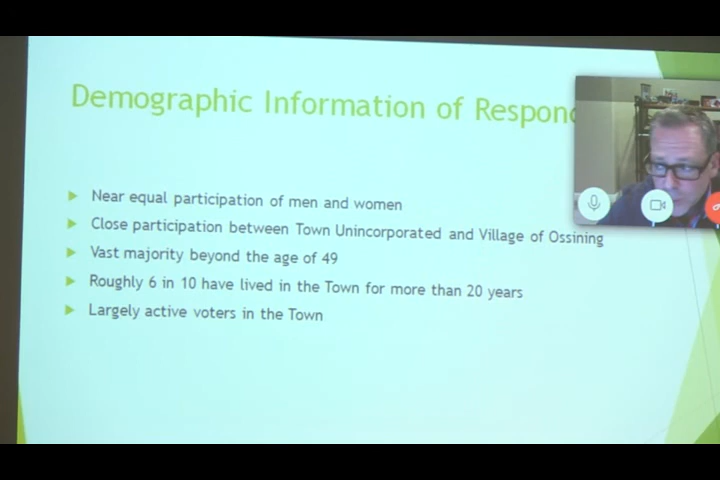 Demographic Information of Respon
Near equal participation of men and women
Close participation between Town Unincorporated and Village of Ossining
Vast majority beyond the age of 49
Roughly 6 in 10 have lived in the Town for more than 20 years
Largely active voters in the Town